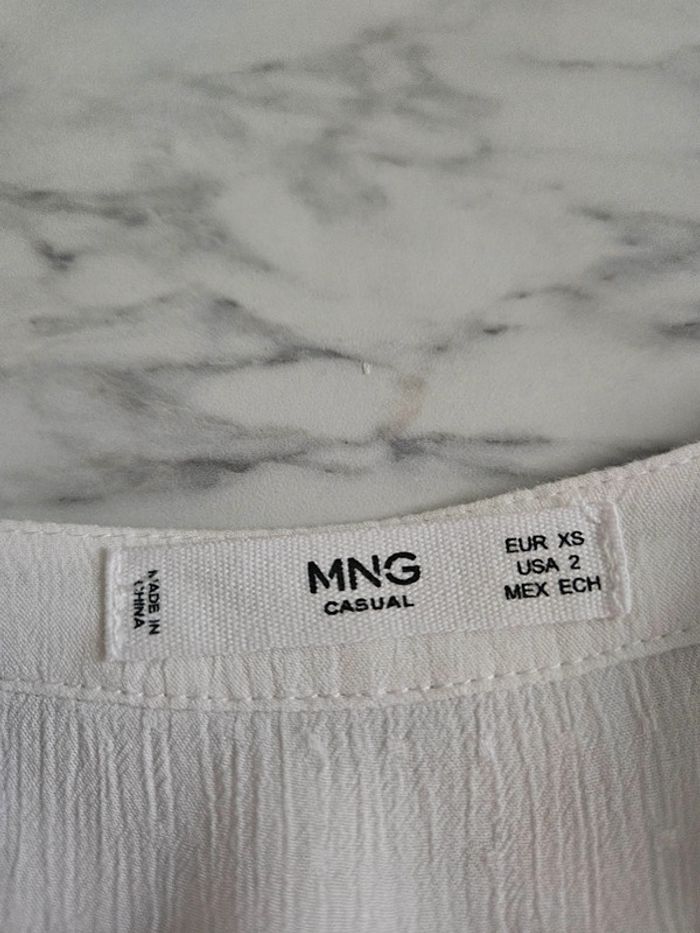 MADE IN
CHINA
MNG
CASUAL
EUR XS
USA 2
MEX ECH